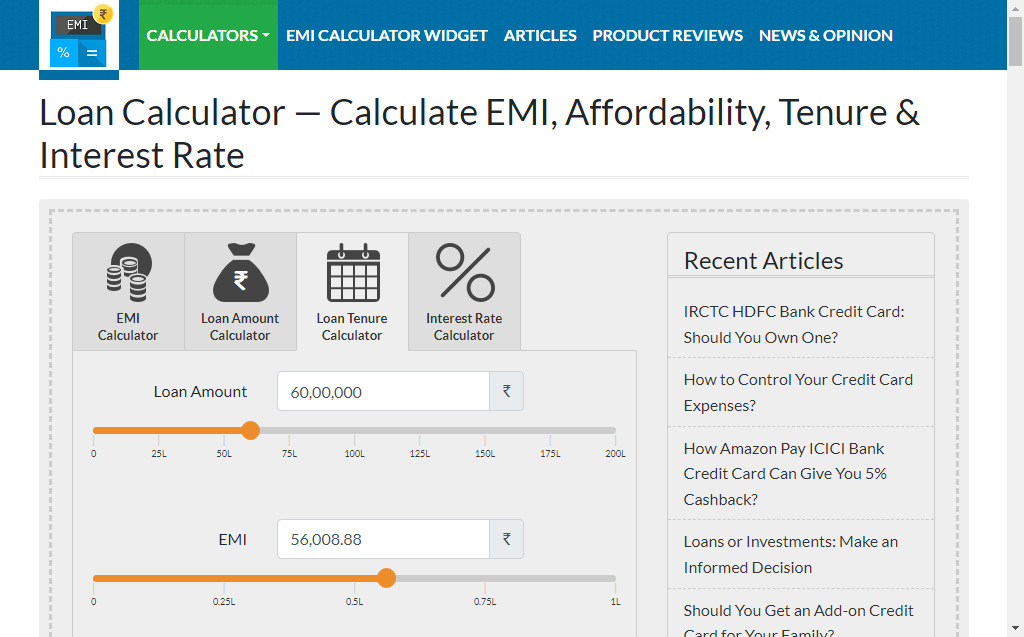 EMI
₹
%
=
CALCULATORS
EMI CALCULATOR WIDGET
ARTICLES
PRODUCT REVIEWS
NEWS & OPINION
Loan Calculator — Calculate EMI, Affordability, Tenure &
Interest Rate
EMI
Calculator
₹
Loan Amount
Calculator
Loan Tenure
Calculator
Interest Rate
Calculator
Loan Amount
60,00,000
₹
0 25L 50L 75L 100L 125L 150L 175L 200L
EMI
56,008.88
₹
0 0.25L 0.5L 0.75L 1L
Recent Articles
IRCTC HDFC Bank Credit Card:
Should You Own One?
How to Control Your Credit Card
Expenses?
How Amazon Pay ICICI Bank
Credit Card Can Give You 5%
Cashback?
Loans or Investments: Make an
Informed Decision
Should You Get an Add-on Credit
Card for Your Family?